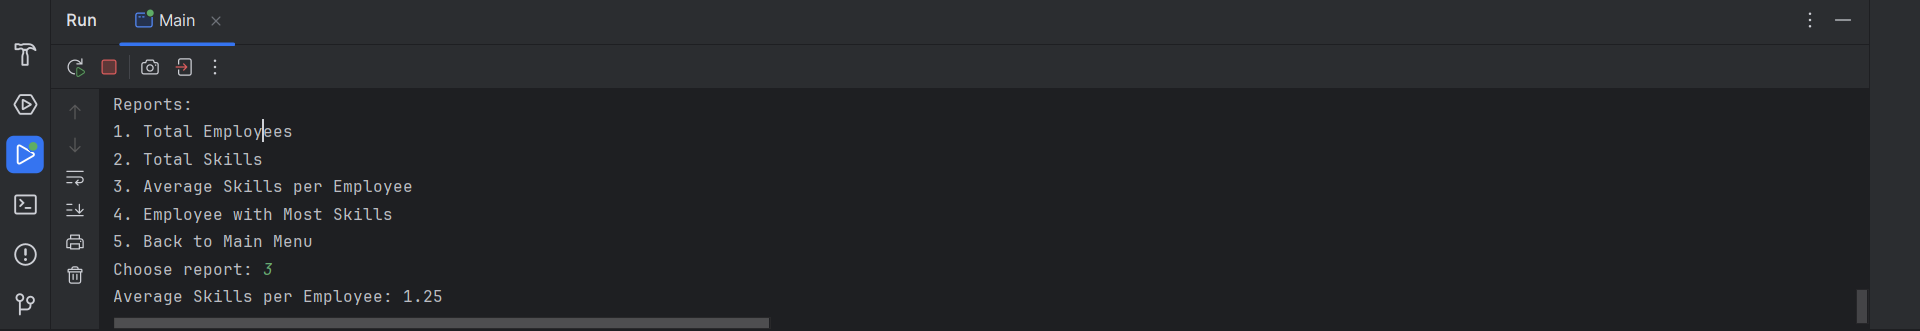 Run Main
Reports:
1. Total Employees
2. Total Skills
3. Average Skills per Employee
4. Employee with Most Skills
5. Back to Main Menu
Choose report: 3
Average Skills per Employee: 1.25